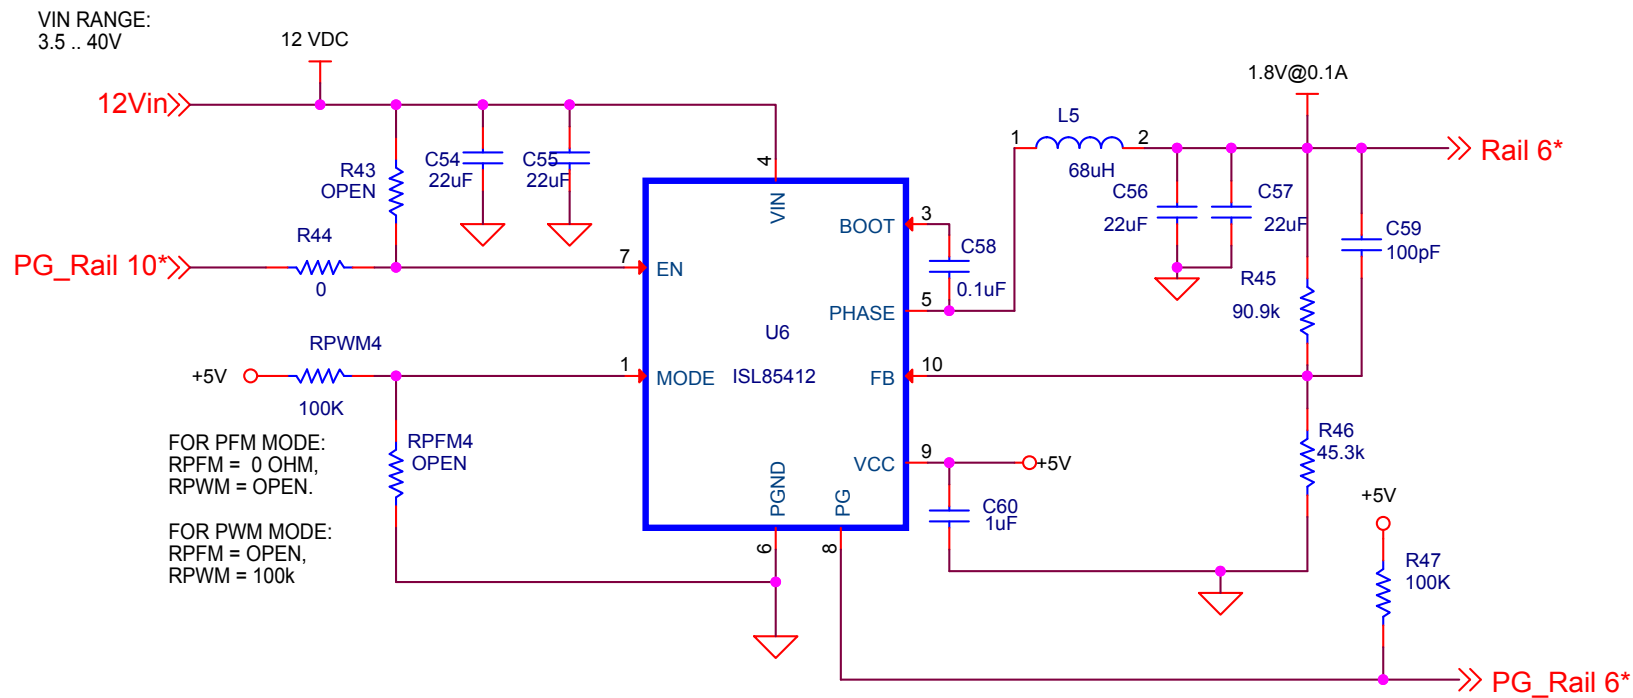 VIN RANGE:
3.5 .. 40V
12 VDC
12Vin
R43
OPEN
C54
22uF
C55
22uF
R44
0
PG_Rail 10*
7
EN
4
VIN
BOOT
3
C58
0.1uF
PHASE
5
U6
ISL85412
1
L5
2
68uH
1.8V@0.1A
Rail 6*
C56
22uF
C57
22uF
C59
100pF
R45
90.9k
RPWM4
+5V
100K
1
MODE
FB
10
RPFM4
OPEN
FOR PFM MODE:
RPFM = 0 OHM,
RPWM = OPEN.
FOR PWM MODE:
RPFM = OPEN,
RPWM = 100k
VCC
9
+5V
C60
1uF
R46
45.3k
PGND
6
PG
8
+5V
R47
100K
PG_Rail 6*